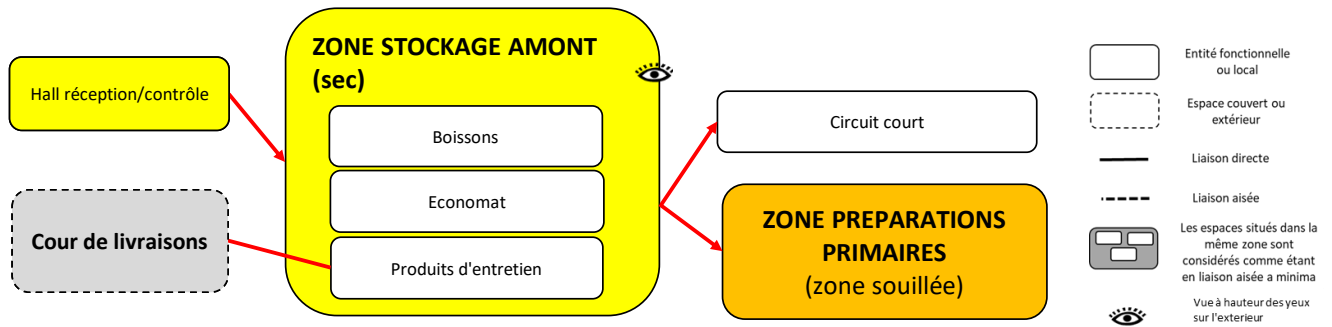 Hall réception/contrôle
Cour de livraisons
ZONE STOCKAGE AMONT
(sec)
Boissons
Economat
Produits d'entretien
Circuit court
ZONE PREPARATIONS
PRIMAIRES
(zone souillée)
Entité fonctionnelle
ou local
Espace couvert ou
extérieur
Liaison directe
Liaison aisée
Les espaces situés dans la
même zone sont
considérés comme étant
en liaison aisée a minima
Vue à hauteur des yeux
sur l'exterieur